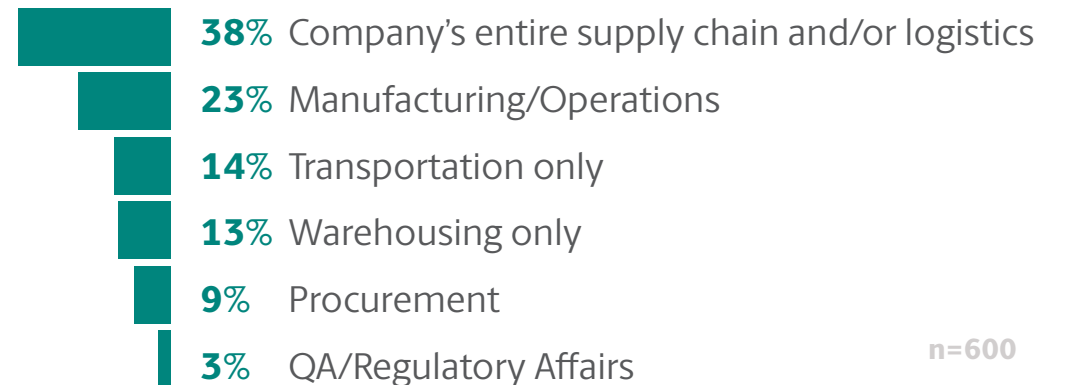 38% Company’s entire supply chain and/or logistics
23% Manufacturing/Operations
14% Transportation only
13% Warehousing only
9% Procurement
3% QA/Regulatory Affairs
n=600